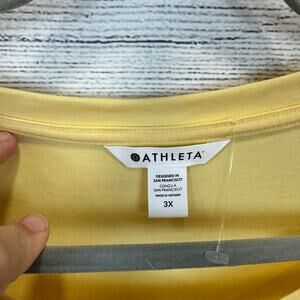 ATHLETA
DESIGNED IN
SAN FRANCISCO
CONÇU À
SAN FRANCISCO
MADE IN VIETNAM
3X